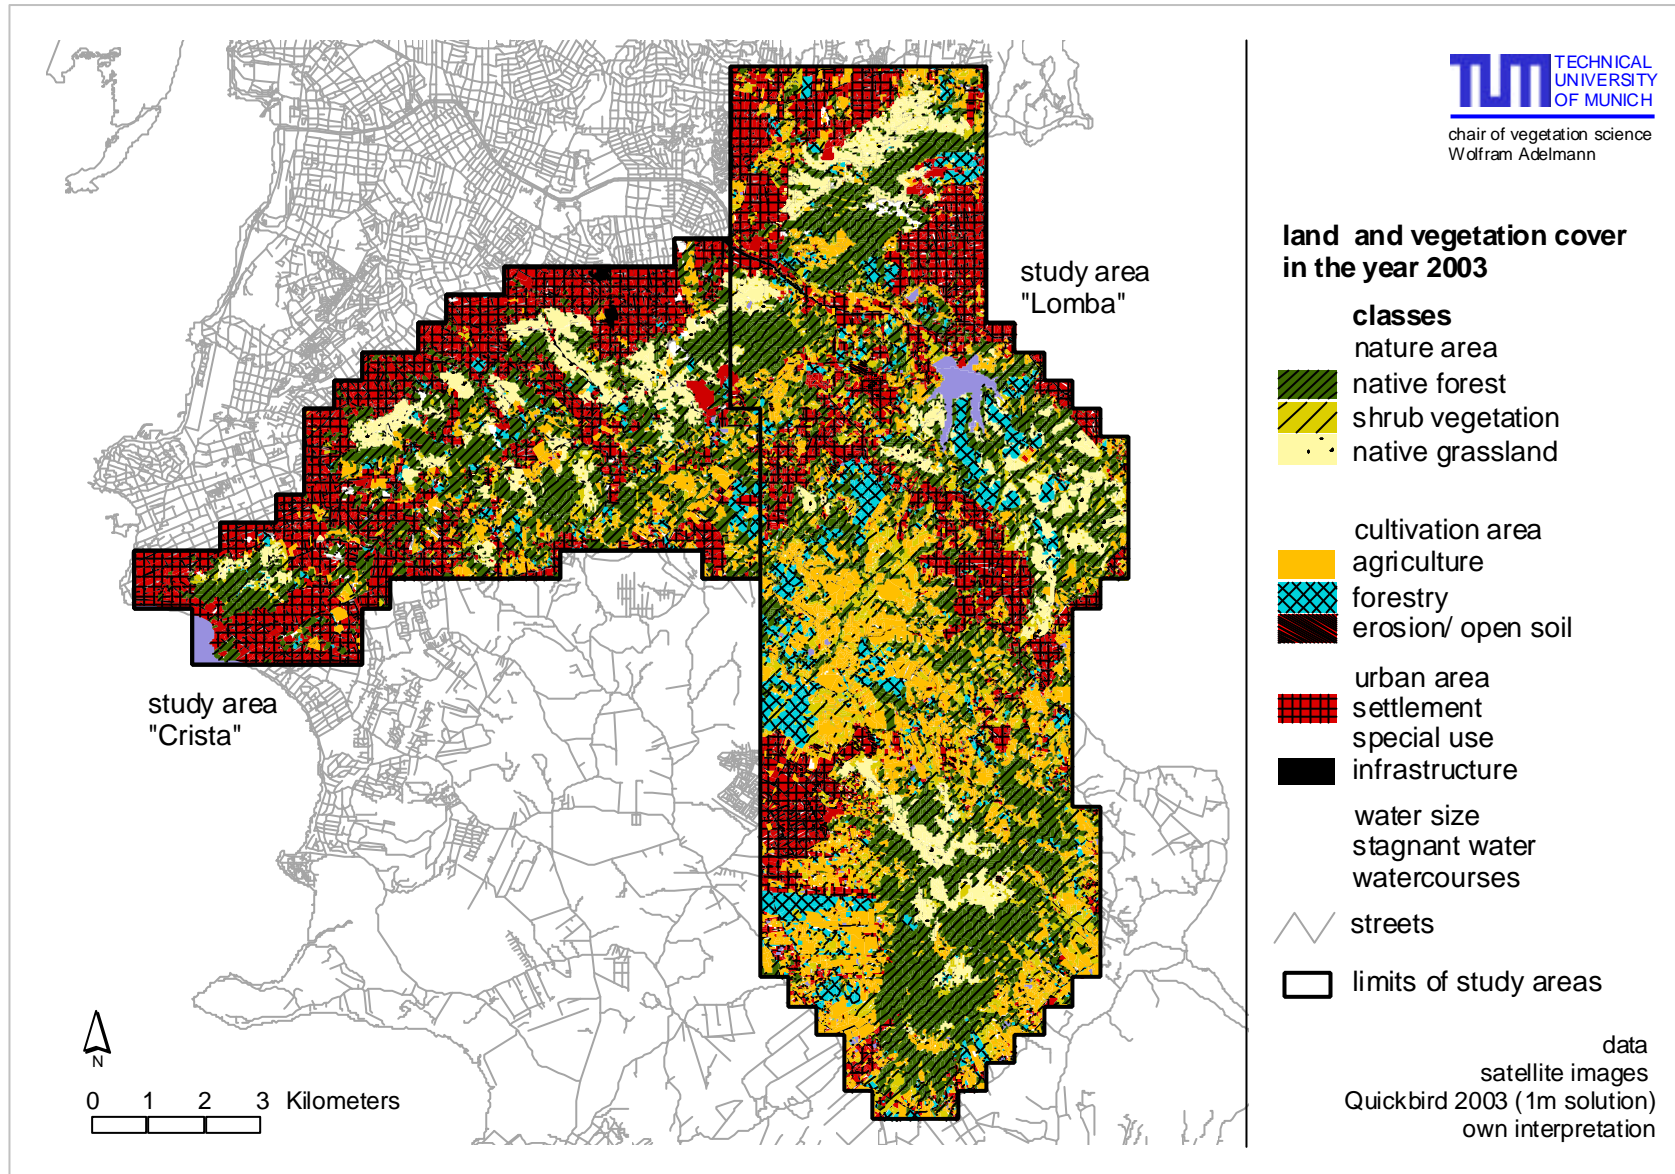 TUM TECHNICAL
UNIVERSITY
OF MUNICH
chair of vegetation science
Wolfram Adelmann
land and vegetation cover
in the year 2003
classes
nature area
native forest
shrub vegetation
native grassland
cultivation area
agriculture
forestry
erosion/ open soil
urban area
settlement
special use
infrastructure
water size
stagnant water
watercourses
streets
limits of study areas
data
satellite images
Quickbird 2003 (1m solution)
own interpretation
study area
"Lomba"
study area
"Crista"
N
0 1 2 3 Kilometers